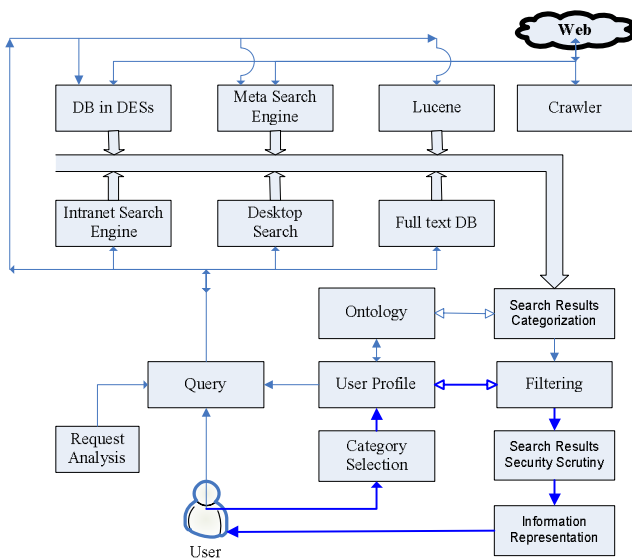 Web
DB in DESs
Meta Search
Engine
Lucene
Crawler
Intranet Search
Engine
Desktop
Search
Full text DB
Ontology
Search Results
Categorization
Query
User Profile
Filtering
Request
Analysis
Category
Selection
Search Results
Security Scrutiny
Information
Representation
User